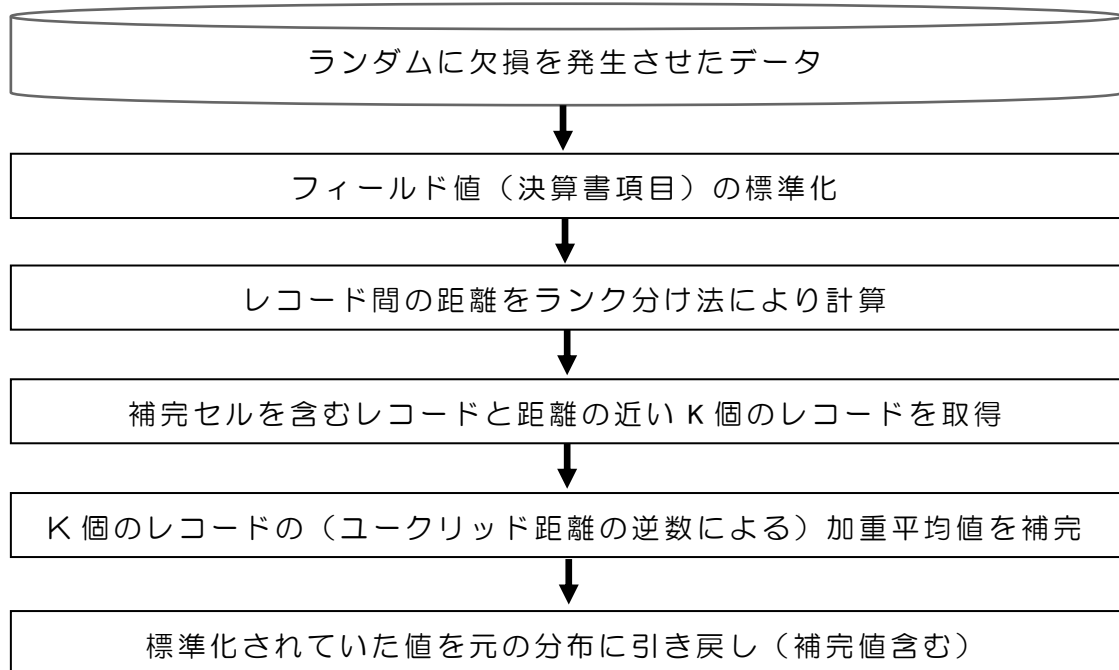 ランダムに欠損を発生させたデータ
フィールド値（決算書項目）の標準化
レコード間の距離をランク分け法により計算
補完セルを含むレコードと距離の近い K 個のレコードを取得
K 個のレコードの（ユークリッド距離の逆数による）加重平均値を補完
標準化されていた値を元の分布に引き戻し（補完値含む）